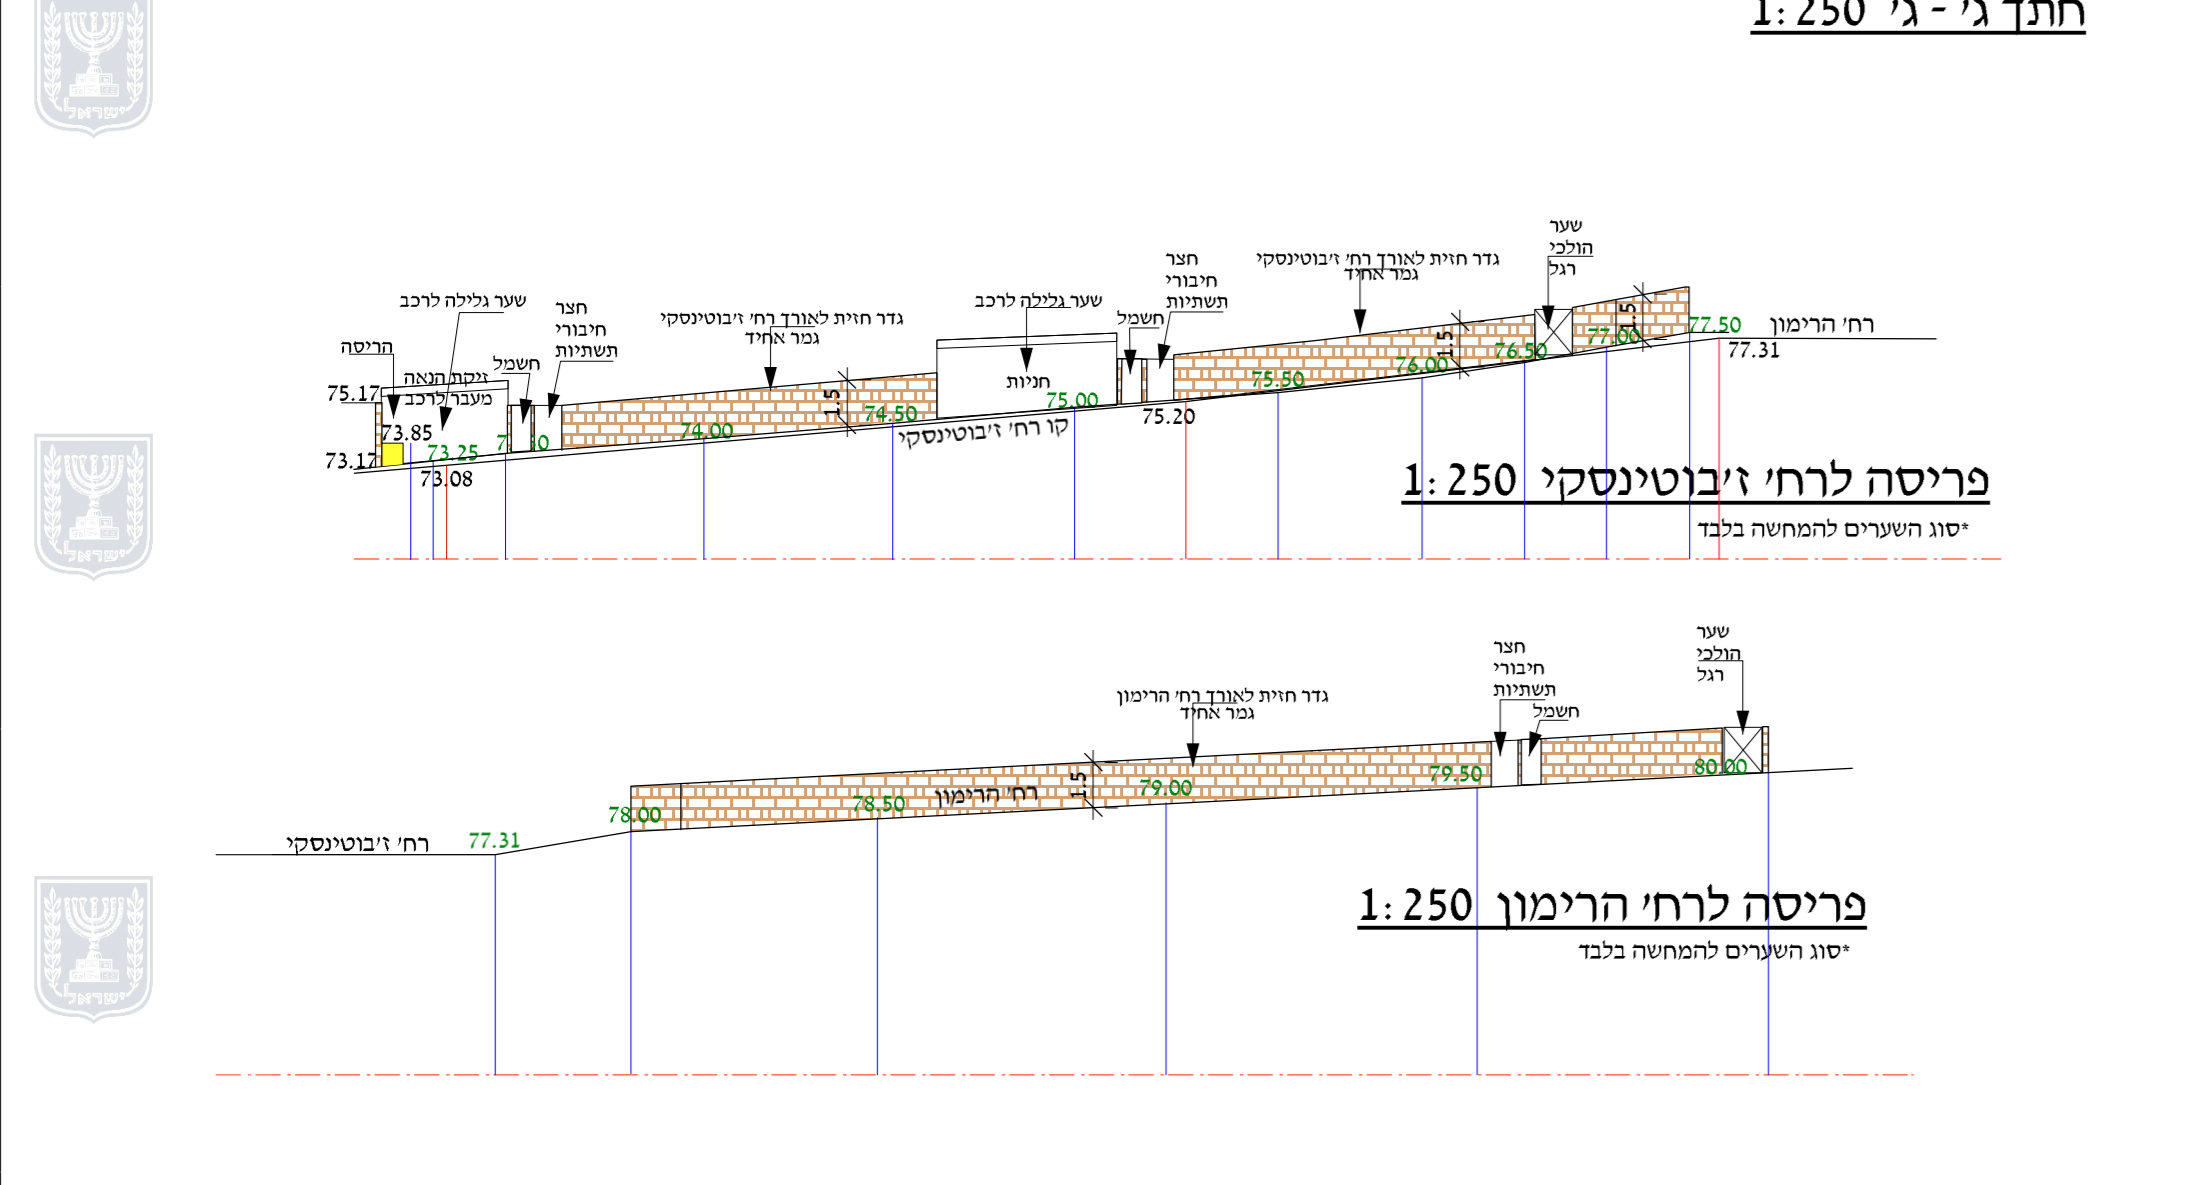 חתך ג' - ג' 1:250
שער
הולכי
רגל
חצר
חיבורי
תשתיות
גדר חזית לאורך רח' ז'בוטינסקי
גמר אחיד
שער גלילה לרכב
חשמל
חצר
חיבורי
תשתיות
גדר חזית לאורך רח' ז'בוטינסקי
גמר אחיד
שער גלילה לרכב
חשמל
הריסה
זיקת הנאה
מעבר לרכב
חניות
רח' הרימון
77.50
77.31
77.00
76.50
76.00
75.50
75.20
75.00
74.50
74.00
73.25
73.08
73.85
75.17
73.17
1.5
1.5
1.5
קו רח' ז'בוטינסקי
פריסה לרח' ז'בוטינסקי 1:250
*סוג השערים להמחשה בלבד
שער
הולכי
רגל
חצר
חיבורי
תשתיות
חשמל
גדר חזית לאורך רח' הרימון
גמר אחיד
80.00
79.50
79.00
78.50
78.00
77.31
1.5
רח' הרימון
רח' ז'בוטינסקי
פריסה לרח' הרימון 1:250
*סוג השערים להמחשה בלבד
ישראל
ישראל
ישראל